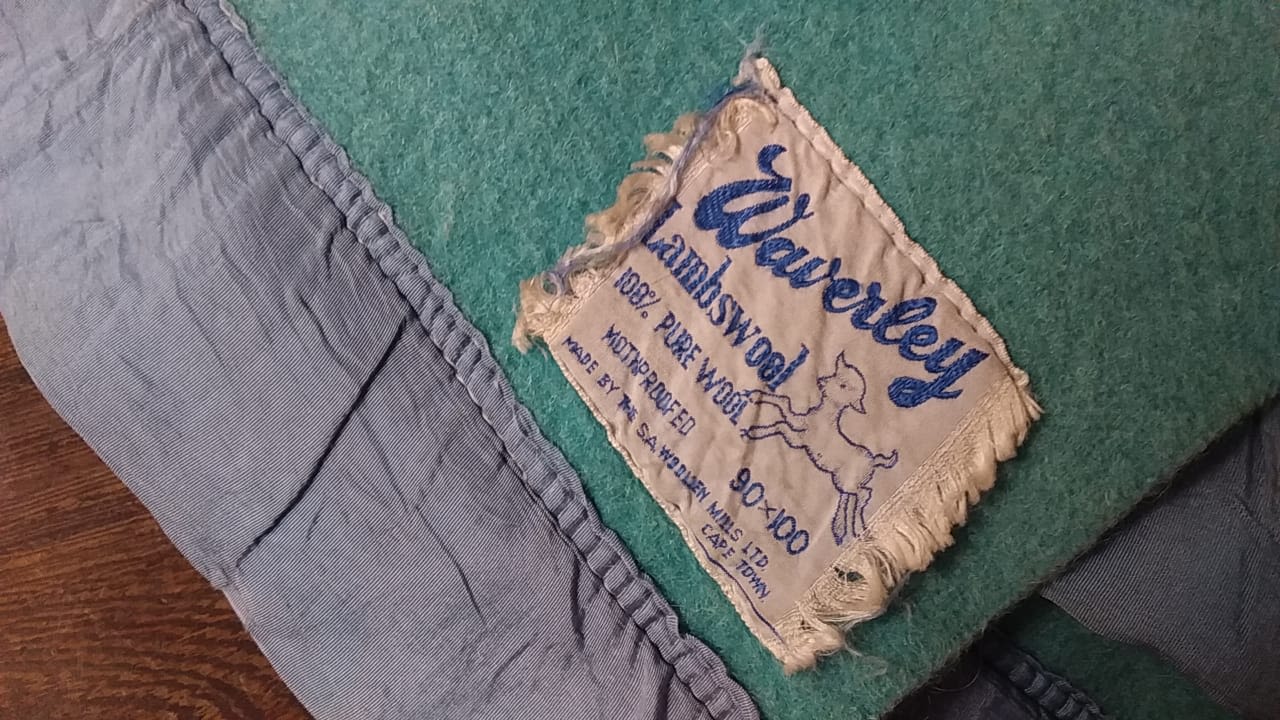 Waverley
Lambswool
100% PURE WOOL
MOTHPROOFED
90×100
MADE BY THE S.A. WOOLLEN MILLS LTD.
CAPE TOWN.